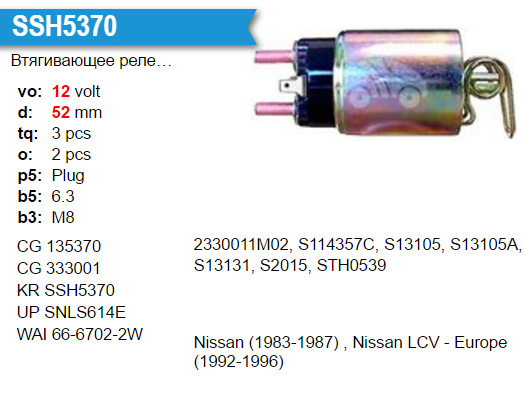 SSH5370
Втягивающее реле…
vo: 12 volt
d: 52 mm
tq: 3 pcs
o: 2 pcs
p5: Plug
b5: 6.3
b3: M8
CG 135370
CG 333001
KR SSH5370
UP SNLS614E
WAI 66-6702-2W
2330011M02, S114357C, S13105, S13105A,
S13131, S2015, STH0539
Nissan (1983-1987) , Nissan LCV - Europe
(1992-1996)